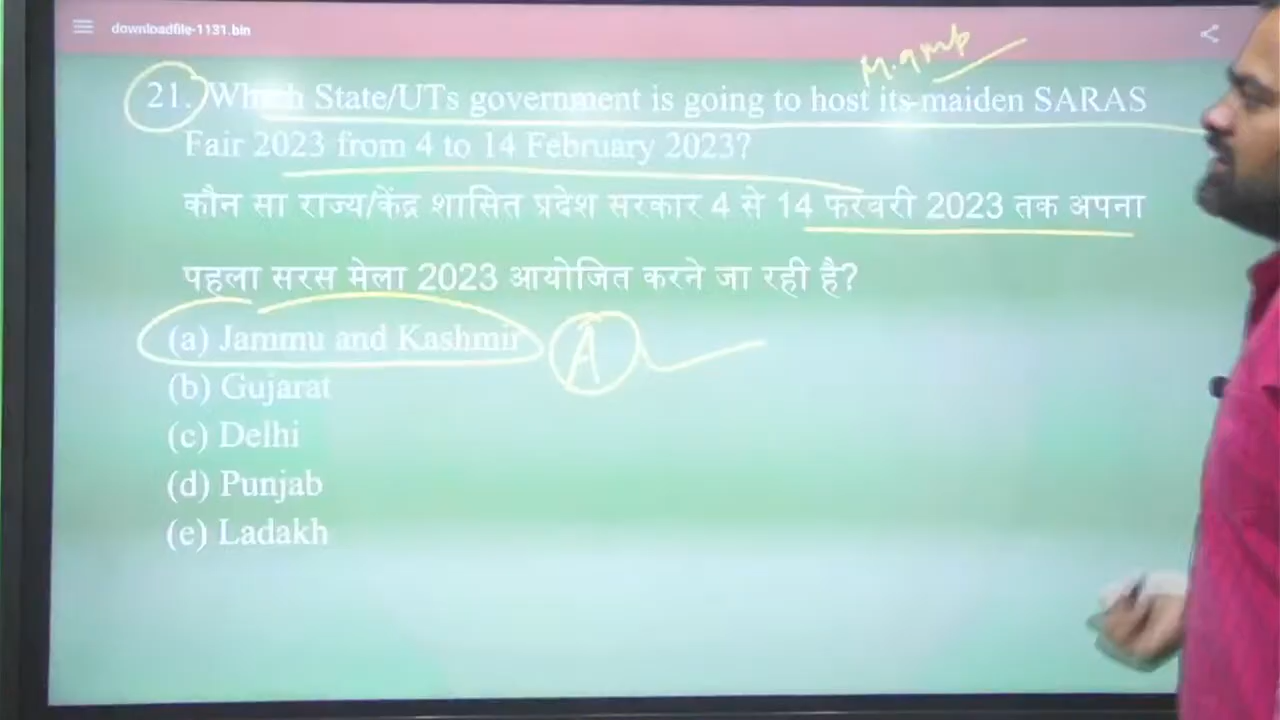 downloadfile-1131.bin
M. 9mp
21. Which State/UTs government is going to host its-maiden SARAS
Fair 2023 from 4 to 14 February 2023?
कौन सा राज्य/केंद्र शासित प्रदेश सरकार 4 से 14 फरवरी 2023 तक अपना
पहला सरस मेला 2023 आयोजित करने जा रही है?
(a) Jammu and Kashmir
A
(b) Gujarat
(c) Delhi
(d) Punjab
(e) Ladakh